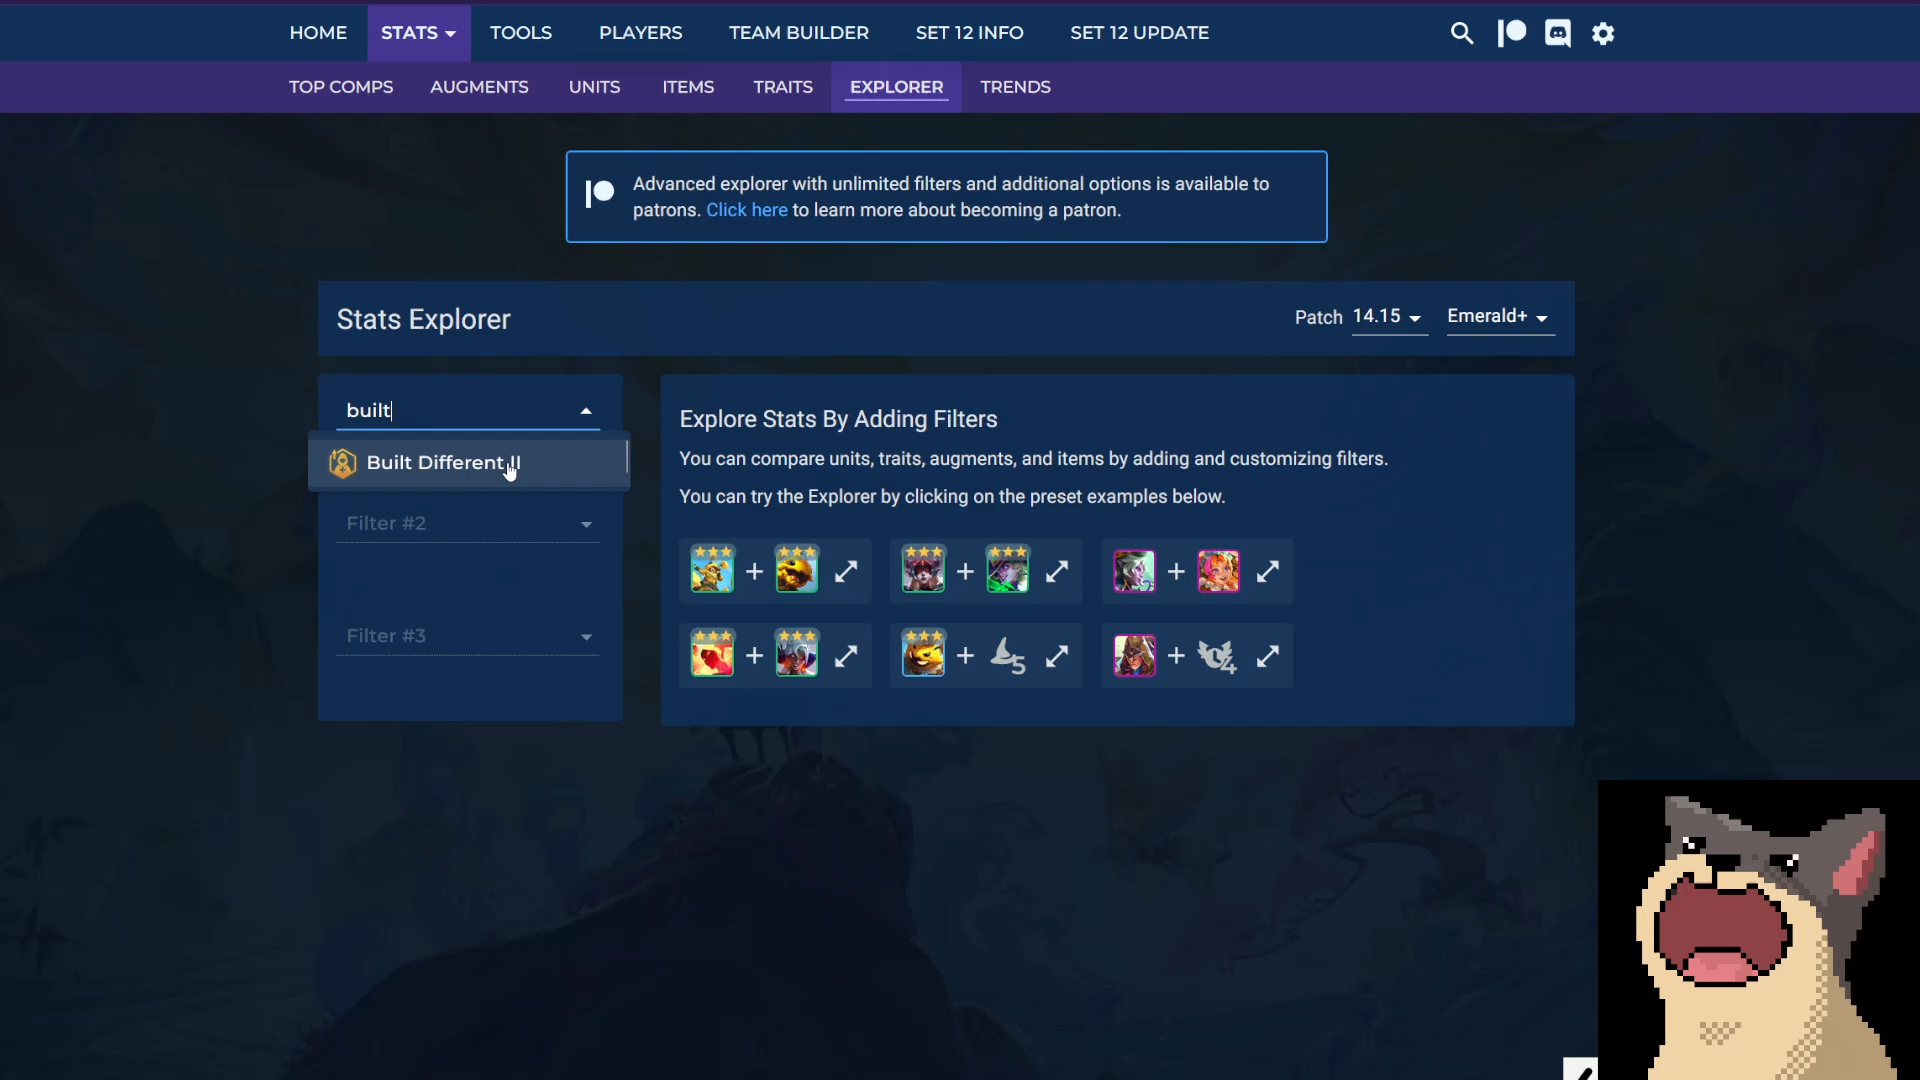 HOME STATS TOOLS PLAYERS TEAM BUILDER SET 12 INFO SET 12 UPDATE
TOP COMPS AUGMENTS UNITS ITEMS TRAITS EXPLORER TRENDS
Advanced explorer with unlimited filters and additional options is available to
patrons. Click here to learn more about becoming a patron.
Stats Explorer
Patch 14.15 Emerald+
built
Built Different II
Filter #2
Filter #3
Explore Stats By Adding Filters
You can compare units, traits, augments, and items by adding and customizing filters.
You can try the Explorer by clicking on the preset examples below.
+ + +
+ + 5 + 4